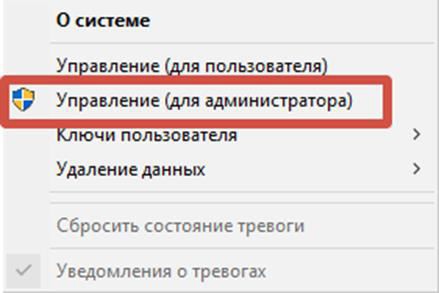 О системе
Управление (для пользователя)
Управление (для администратора)
Ключи пользователя
Удаление данных
Сбросить состояние тревоги
Уведомления о тревогах